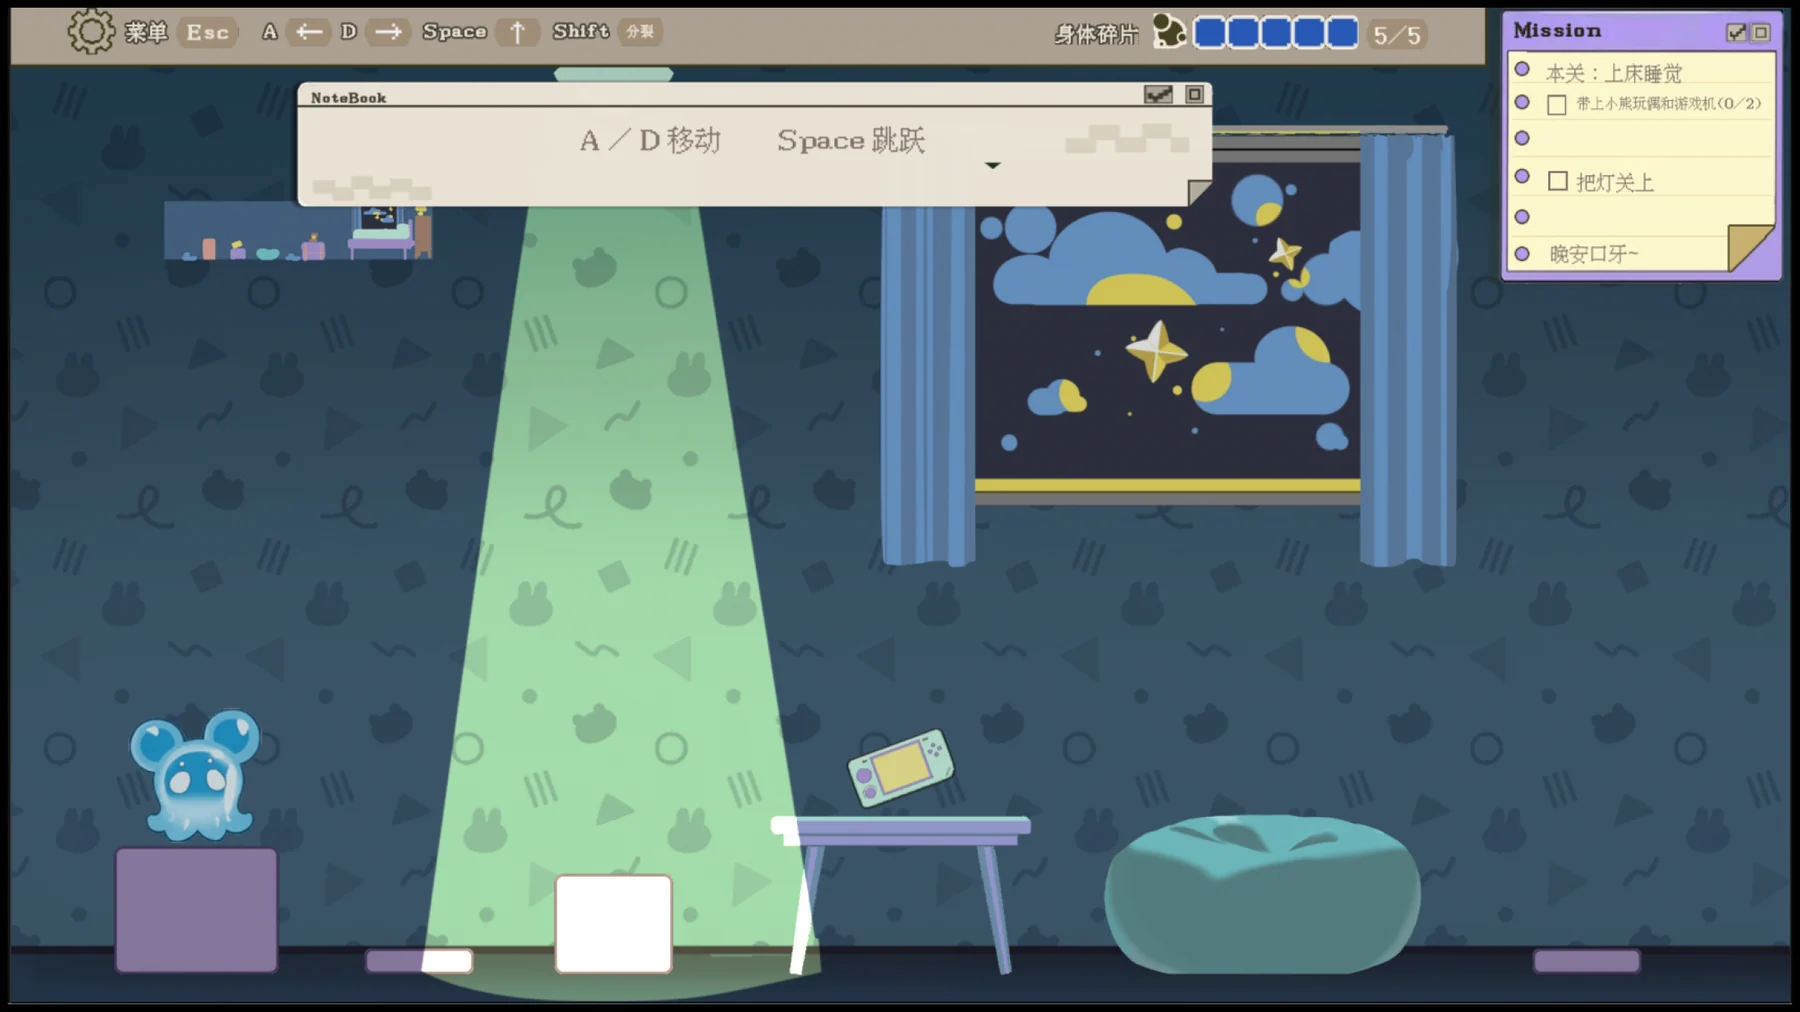 菜单 Esc A ← D → Space ↑ Shift 分裂
身体碎片 5/5
NoteBook
A / D 移动 Space 跳跃
Mission
本关：上床睡觉
带上小熊玩偶和游戏机(0/2)
把灯关上
晚安口牙~